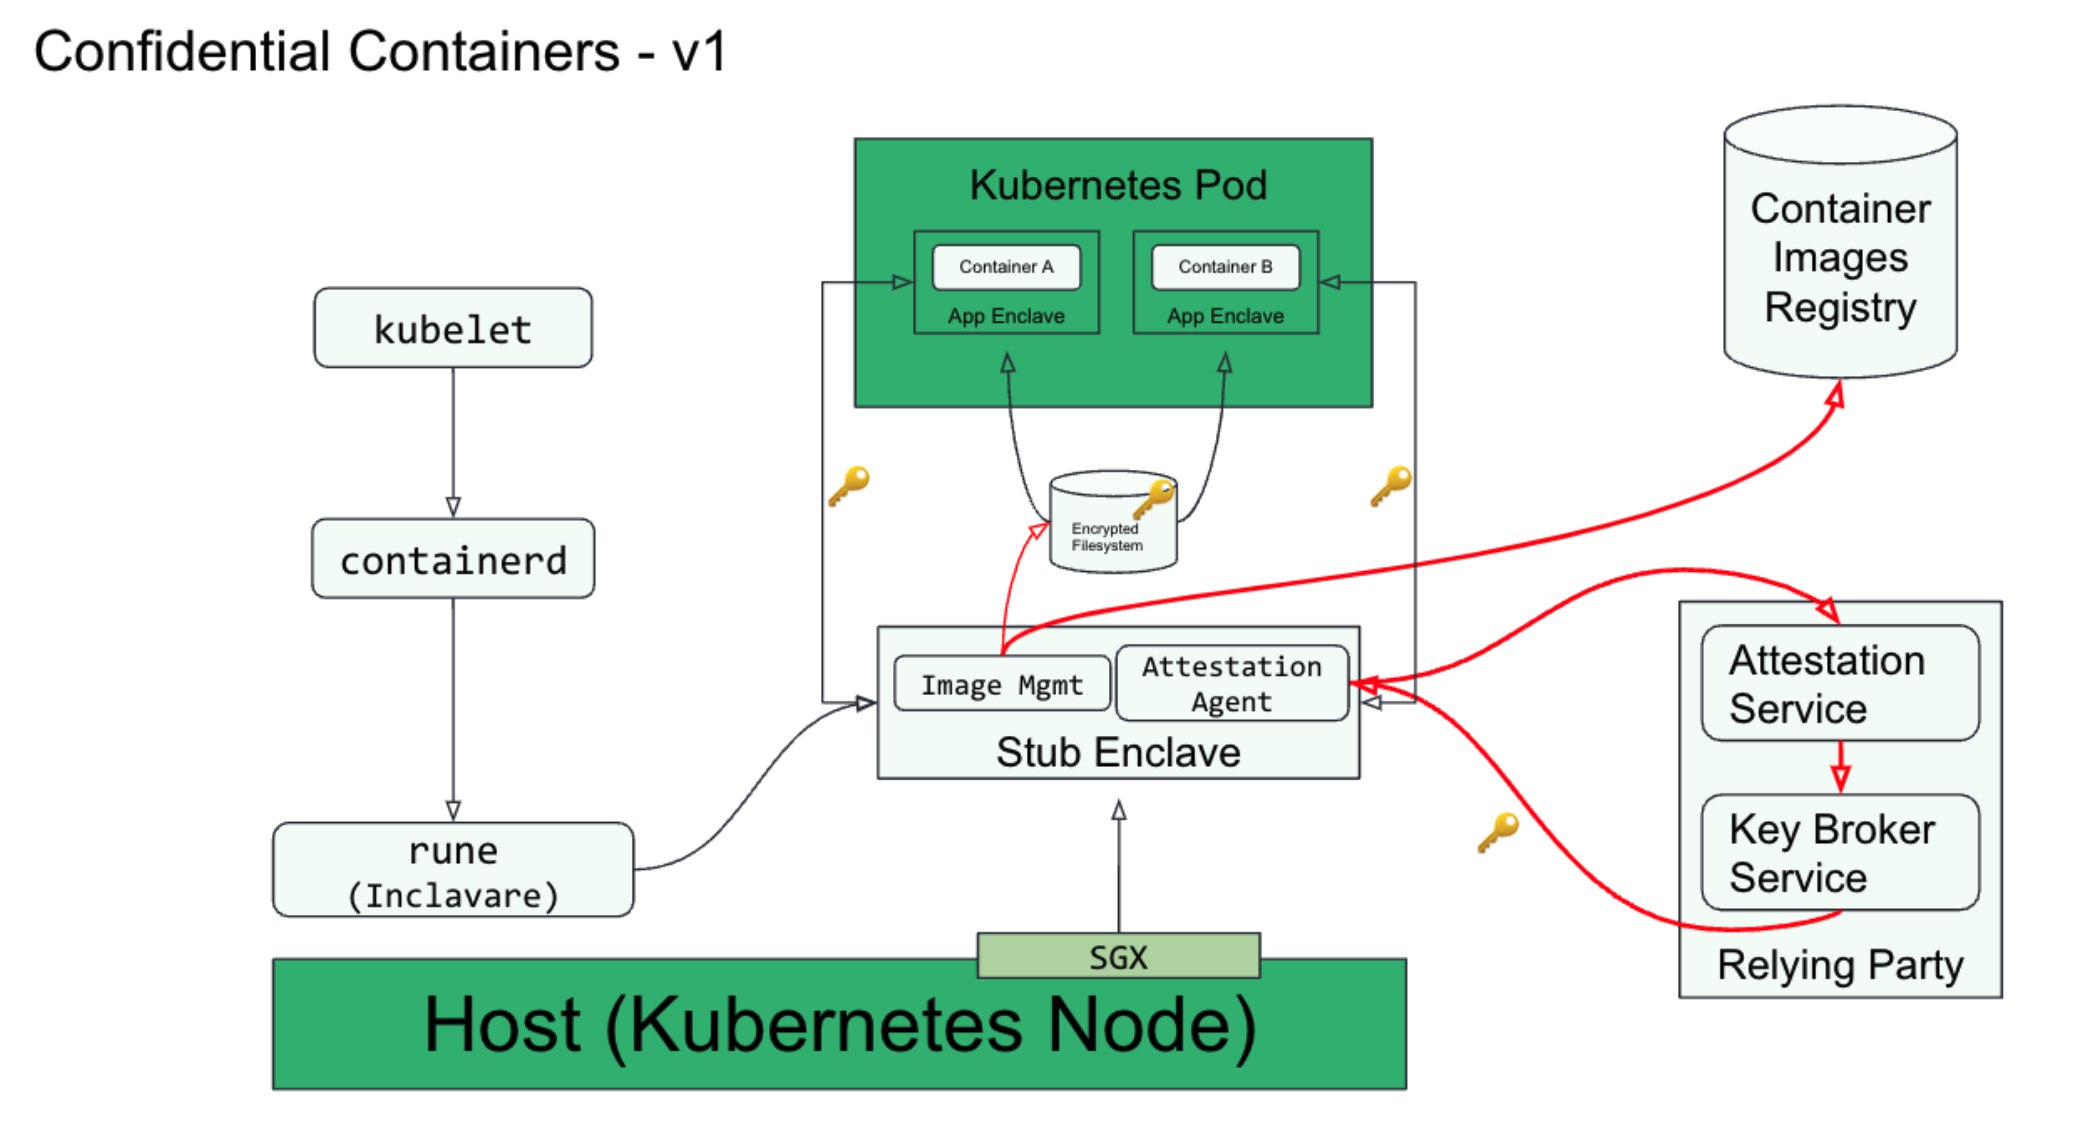 Confidential Containers - v1
Kubernetes Pod
Container A
App Enclave
Container B
App Enclave
Container
Images
Registry
kubelet
containerd
rune
(Inclavare)
Encrypted
Filesystem
Image Mgmt
Attestation
Agent
Stub Enclave
Attestation
Service
Key Broker
Service
Relying Party
SGX
Host (Kubernetes Node)